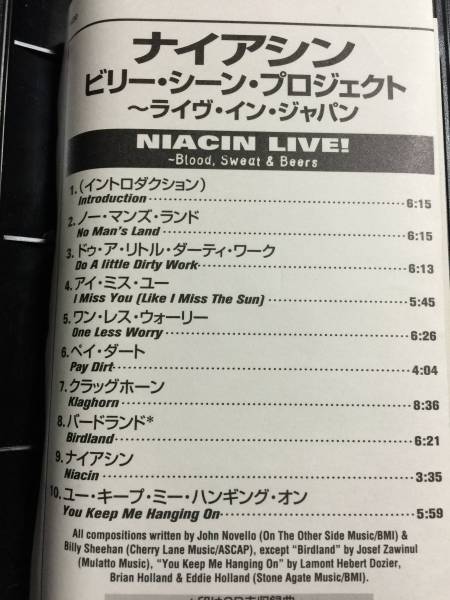 ナイアシン
ビリー・シーン・プロジェクト
～ライヴ・イン・ジャパン
NIACIN LIVE!
~Blood, Sweat & Beers
1.(イントロダクション)
Introduction 6:15
2.ノー・マンズ・ランド
No Man's Land 6:15
3.ドゥ・ア・リトル・ダーティ・ワーク
Do A little Dirty Work 6:13
4.アイ・ミス・ユー
I Miss You (Like I Miss The Sun) 5:45
5.ワン・レス・ウォーリー
One Less Worry 6:26
6.ペイ・ダート
Pay Dirt 4:04
7.クラッグホーン
Klaghorn 8:36
8.バードランド*
Birdland 6:21
9.ナイアシン
Niacin 3:35
10.ユー・キープ・ミー・ハンギング・オン
You Keep Me Hanging On 5:59
All compositions written by John Novello (On The Other Side Music/BMI) &
Billy Sheehan (Cherry Lane Music/ASCAP), except "Birdland" by Josef Zawinul
(Mulatto Music), "You Keep Me Hanging On" by Lamont Hebert Dozier,
Brian Holland & Eddie Holland (Stone Agate Music/BMI).